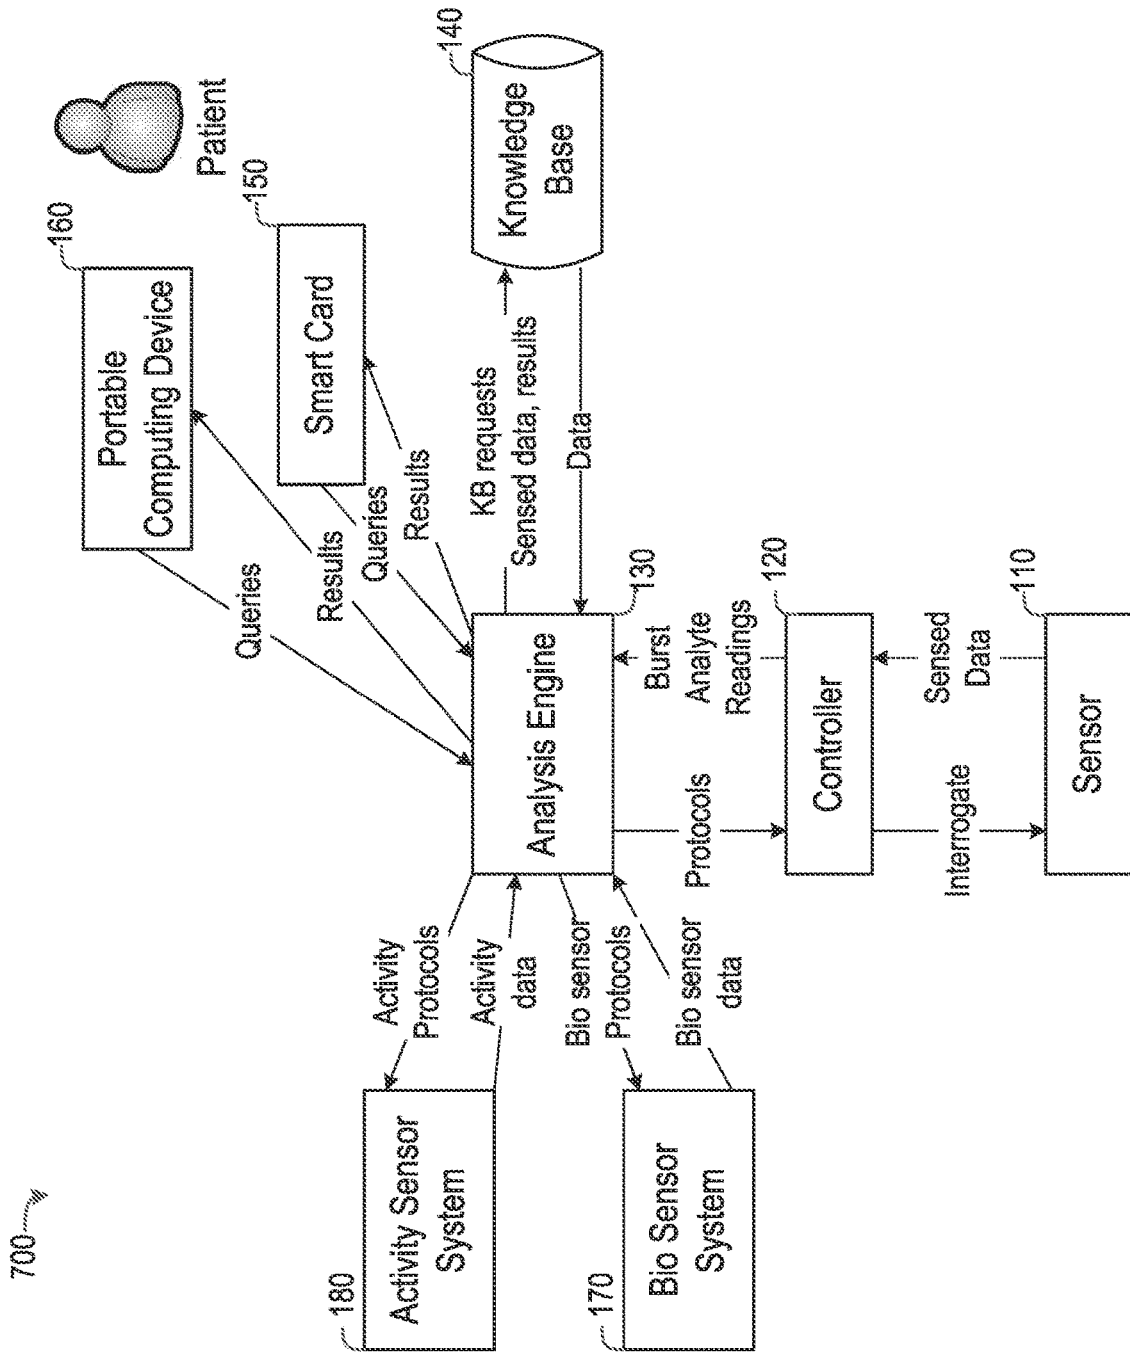 700
Patient
160
Portable
Computing Device
150
Smart Card
140
Knowledge
Base
Queries
Results
Queries
Results
KB requests
Sensed data, results
Data
180
Activity Sensor
System
Activity
Protocols
Activity
data
Bio sensor
Protocols
Bio sensor
data
170
Bio Sensor
System
130
Analysis Engine
Protocols
Burst
Analyte
Readings
120
Controller
Interrogate
Sensed
Data
110
Sensor